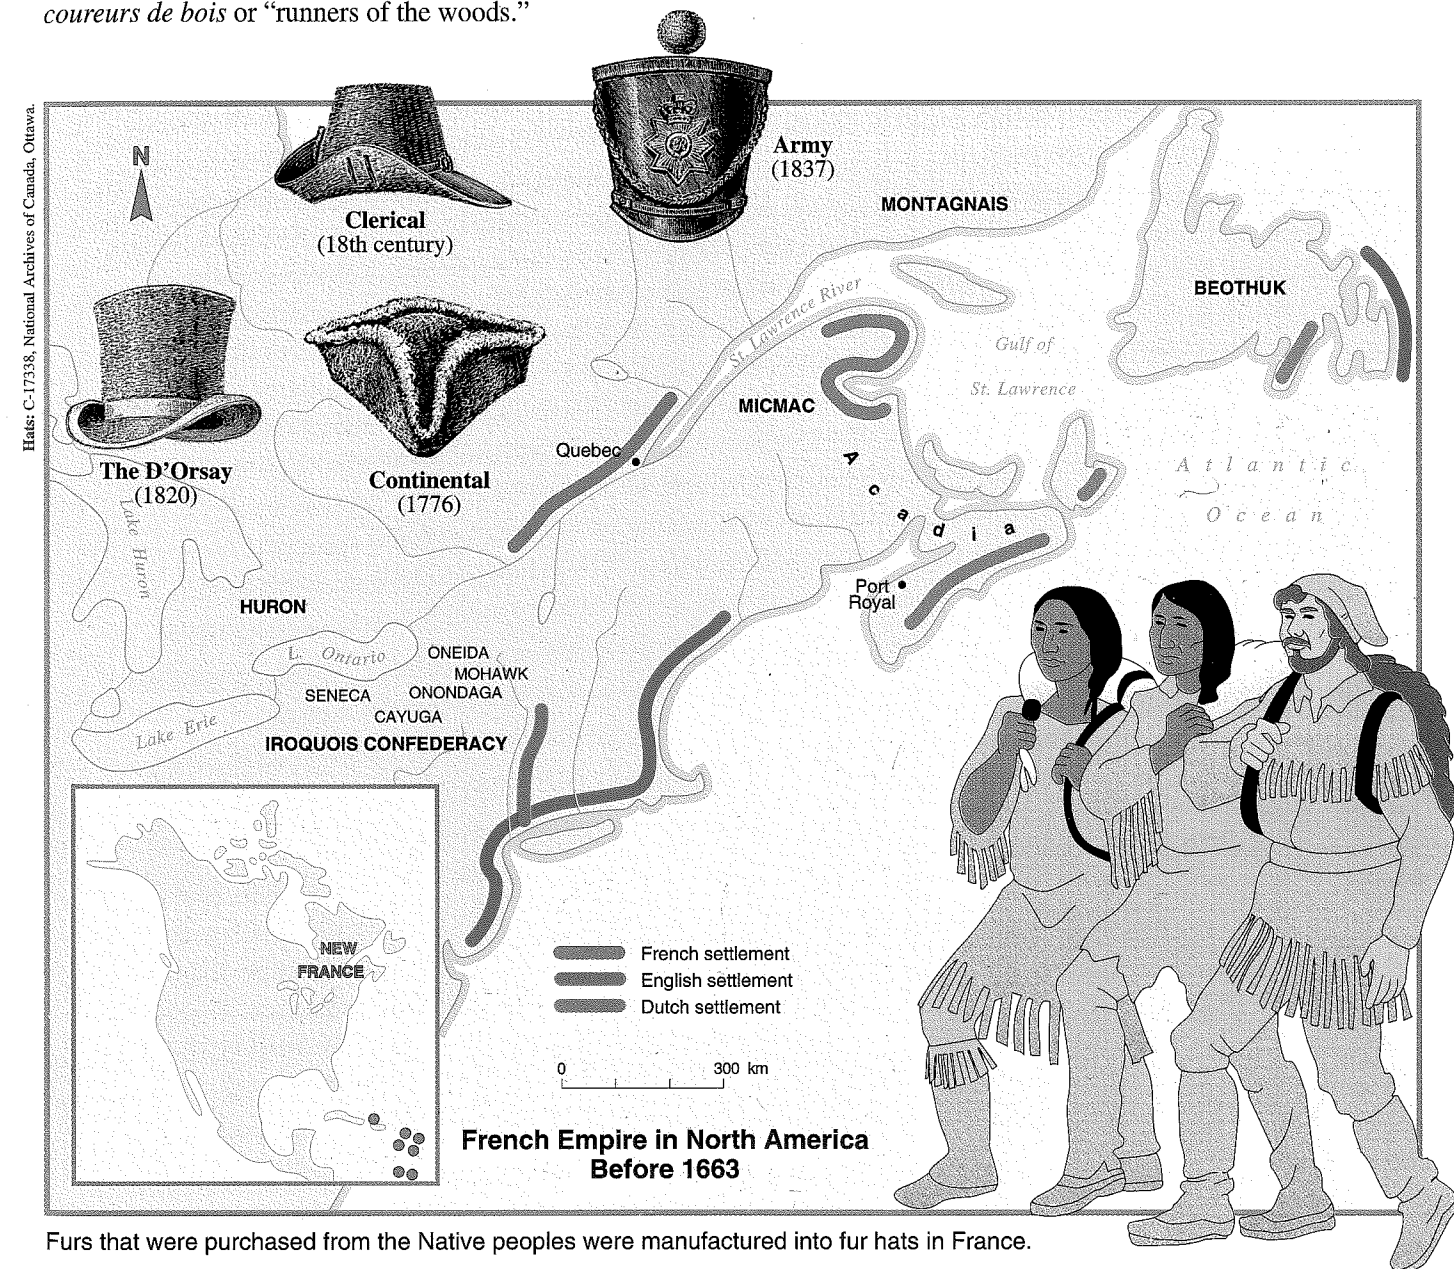 coureurs de bois or “runners of the woods.”
Hats: C-17338, National Archives of Canada, Ottawa.
N
Clerical
(18th century)
Army
(1837)
MONTAGNAIS
BEOTHUK
St. Lawrence River
Gulf of
St. Lawrence
MICMAC
The D'Orsay
(1820)
Continental
(1776)
Quebec
Acadia
Atlantic
Ocean
Lake Huron
Port
Royal
HURON
L. Ontario
ONEIDA
MOHAWK
SENECA
ONONDAGA
CAYUGA
Lake Erie
IROQUOIS CONFEDERACY
NEW
FRANCE
French settlement
English settlement
Dutch settlement
0 300 km
French Empire in North America
Before 1663
Furs that were purchased from the Native peoples were manufactured into fur hats in France.